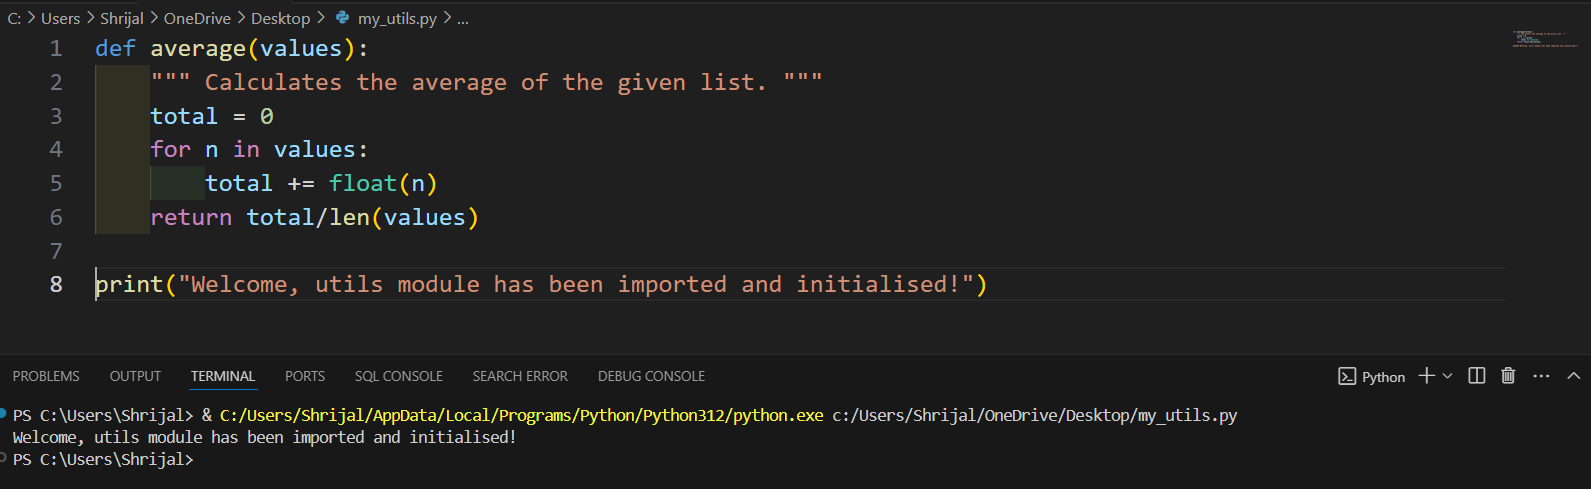 C: > Users > Shrijal > OneDrive > Desktop > my_utils.py > ...
1 def average(values):
2     """ Calculates the average of the given list. """
3     total = 0
4     for n in values:
5         total += float(n)
6     return total/len(values)
7
8 print("Welcome, utils module has been imported and initialised!")
PROBLEMS OUTPUT TERMINAL PORTS SQL CONSOLE SEARCH ERROR DEBUG CONSOLE Python
PS C:\Users\Shrijal> & C:/Users/Shrijal/AppData/Local/Programs/Python/Python312/python.exe c:/Users/Shrijal/OneDrive/Desktop/my_utils.py
Welcome, utils module has been imported and initialised!
PS C:\Users\Shrijal>